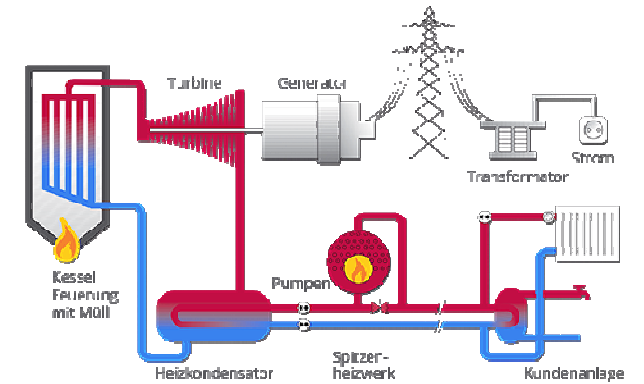 Turbine
Generator
Strom
Transformator
Kessel
Feuerung
mit Müll
Pumpen
Heizkondensator
Spitzen-
heizwerk
Kundenanlage